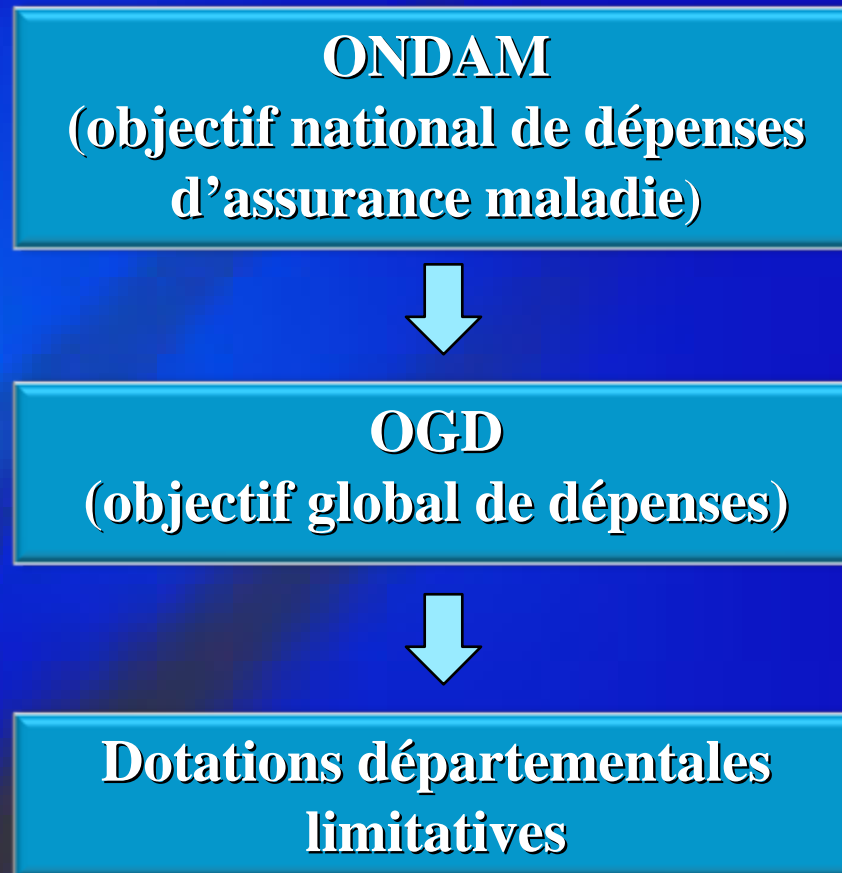 ONDAM
(objectif national de dépenses
d’assurance maladie)
OGD
(objectif global de dépenses)
Dotations départementales
limitatives